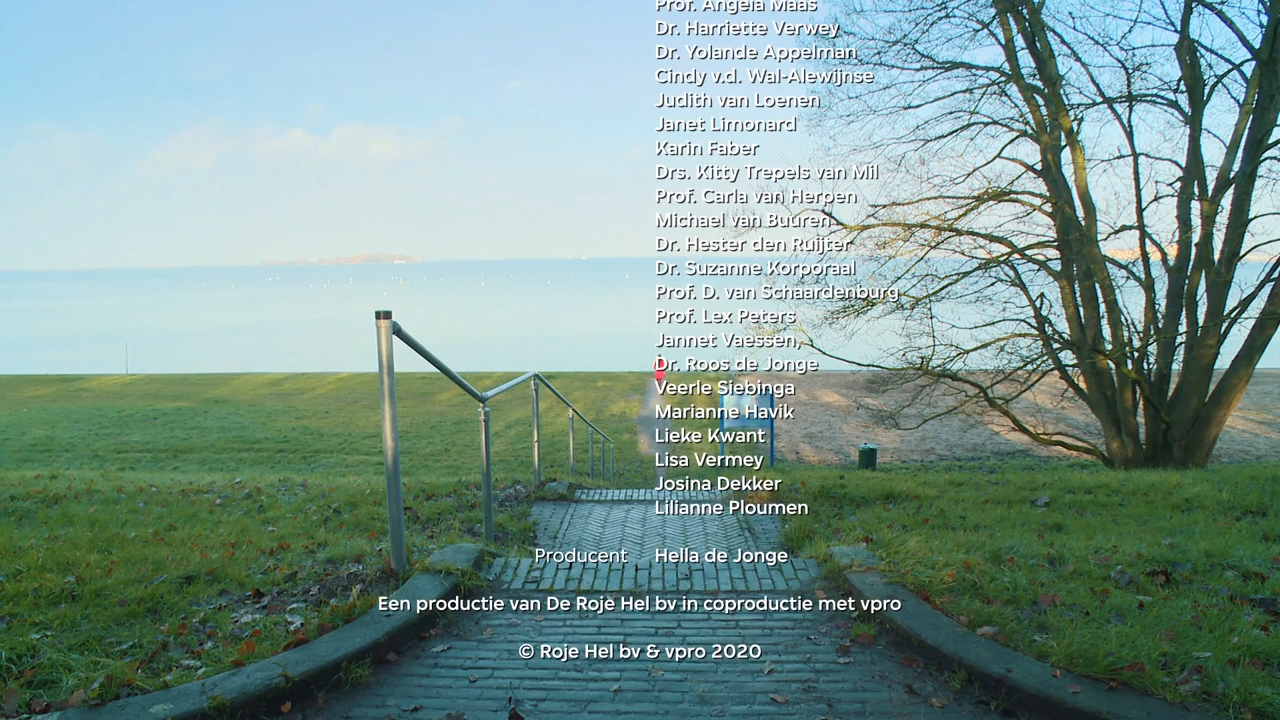 Prof. Angela Maas
Dr. Harriette Verwey
Dr. Yolande Appelman
Cindy v.d. Wal-Alewijnse
Judith van Loenen
Janet Limonard
Karin Faber
Drs. Kitty Trepels van Mil
Prof. Carla van Herpen
Michael van Buuren
Dr. Hester den Ruijter
Dr. Suzanne Korporaal
Prof. D. van Schaardenburg
Prof. Lex Peters
Jannet Vaessen,
Dr. Roos de Jonge
Veerle Siebinga
Marianne Havik
Lieke Kwant
Lisa Vermey
Josina Dekker
Lilianne Ploumen
Producent Hella de Jonge
Een productie van De Roje Hel bv in coproductie met vpro
© Roje Hel bv & vpro 2020